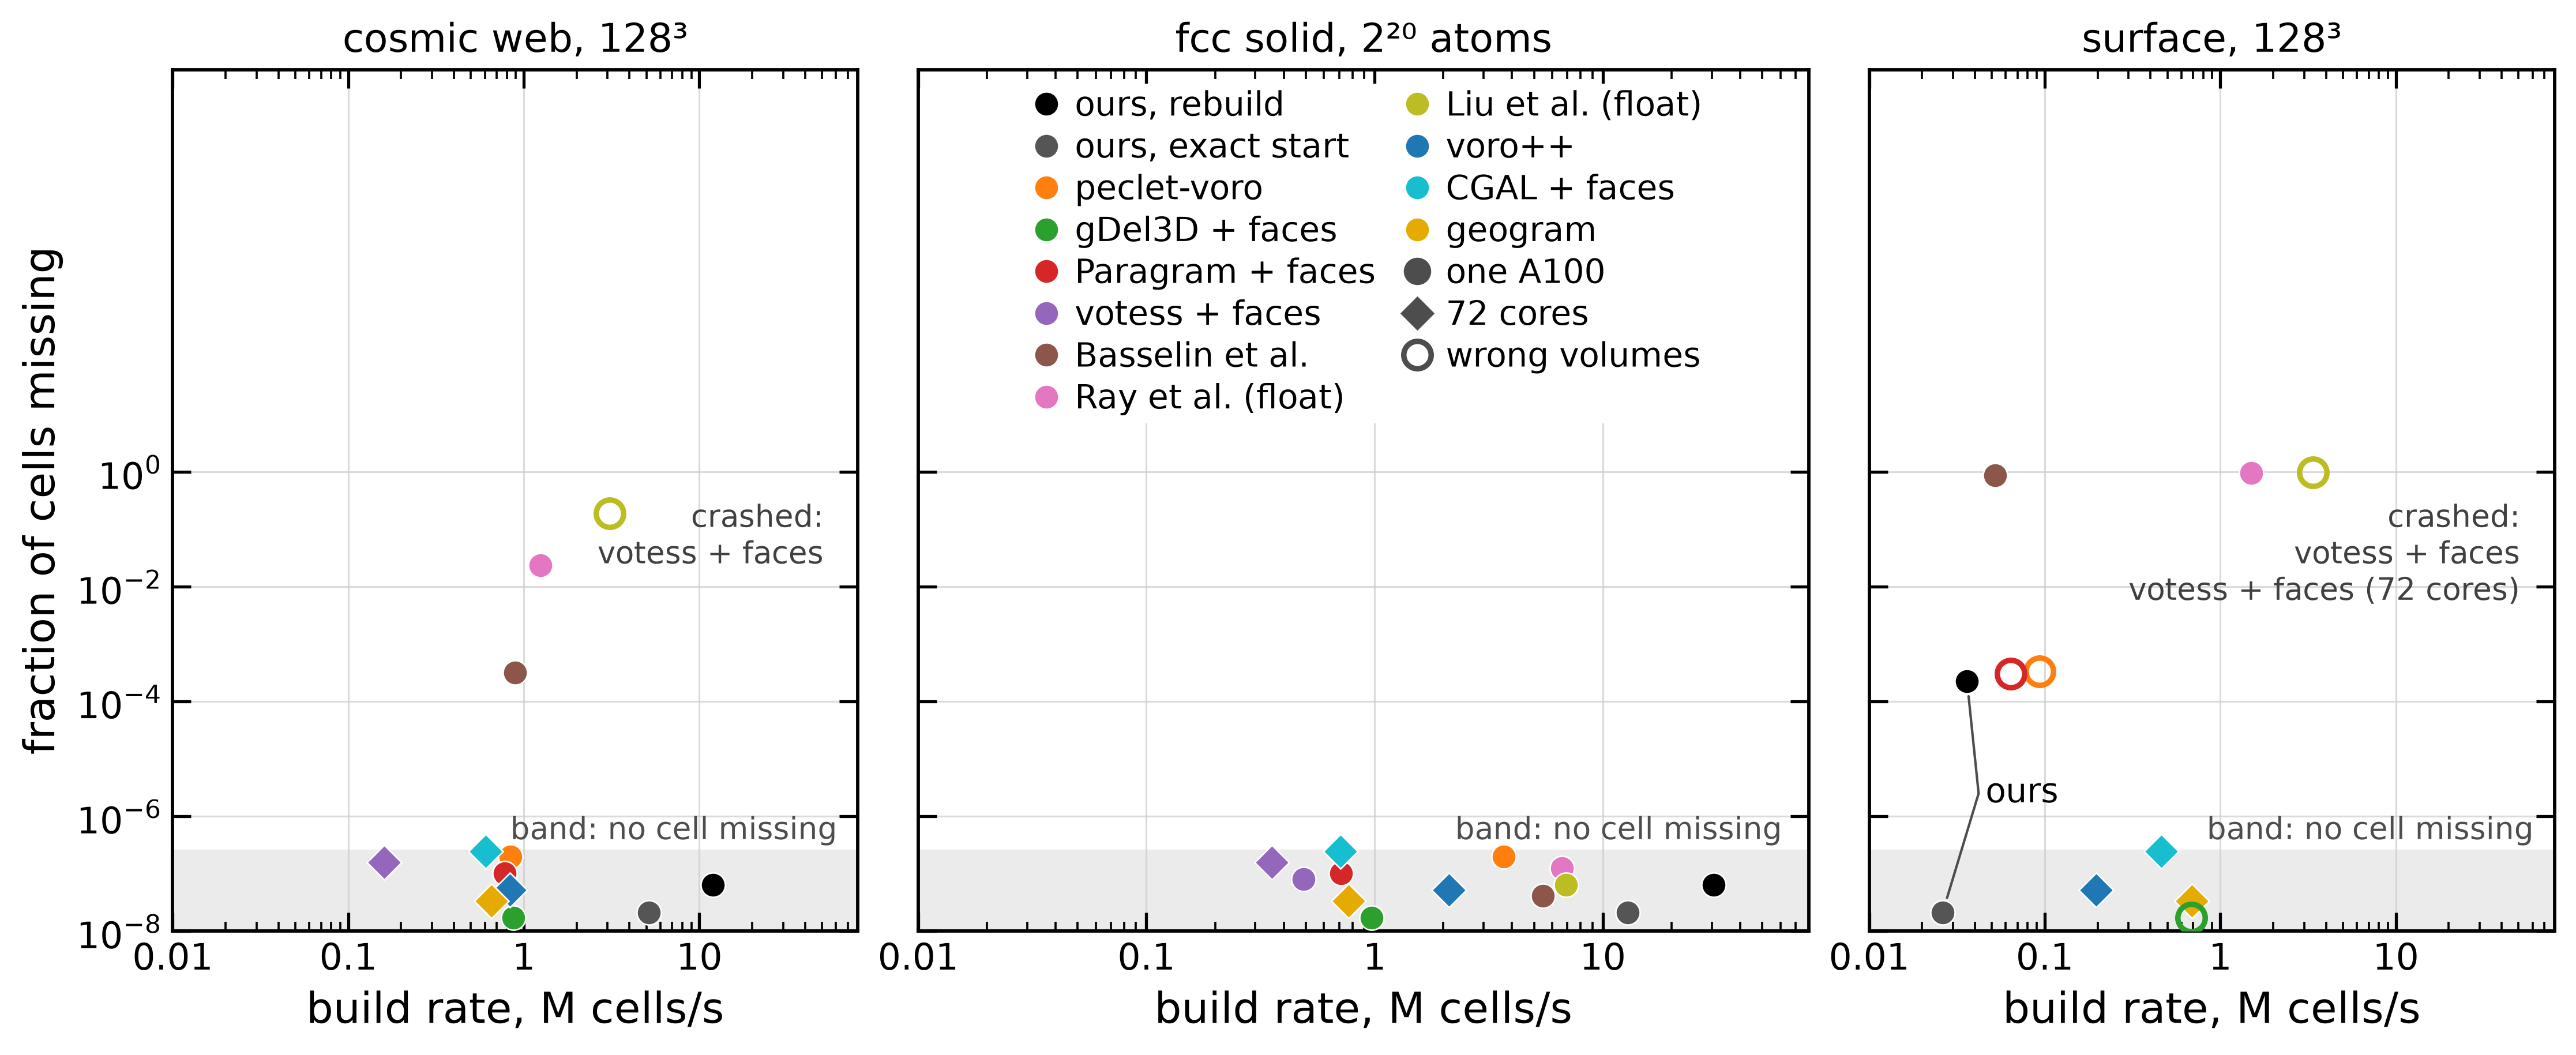 cosmic web, 128³
fcc solid, 2²⁰ atoms
surface, 128³
fraction of cells missing
10⁰
10⁻²
10⁻⁴
10⁻⁶
10⁻⁸
crashed:
votess + faces
band: no cell missing
0.01
0.1
1
10
build rate, M cells/s
ours, rebuild
ours, exact start
peclet-voro
gDel3D + faces
Paragram + faces
votess + faces
Basselin et al.
Ray et al. (float)
Liu et al. (float)
voro++
CGAL + faces
geogram
one A100
72 cores
wrong volumes
band: no cell missing
0.01
0.1
1
10
build rate, M cells/s
crashed:
votess + faces
votess + faces (72 cores)
ours
band: no cell missing
0.01
0.1
1
10
build rate, M cells/s